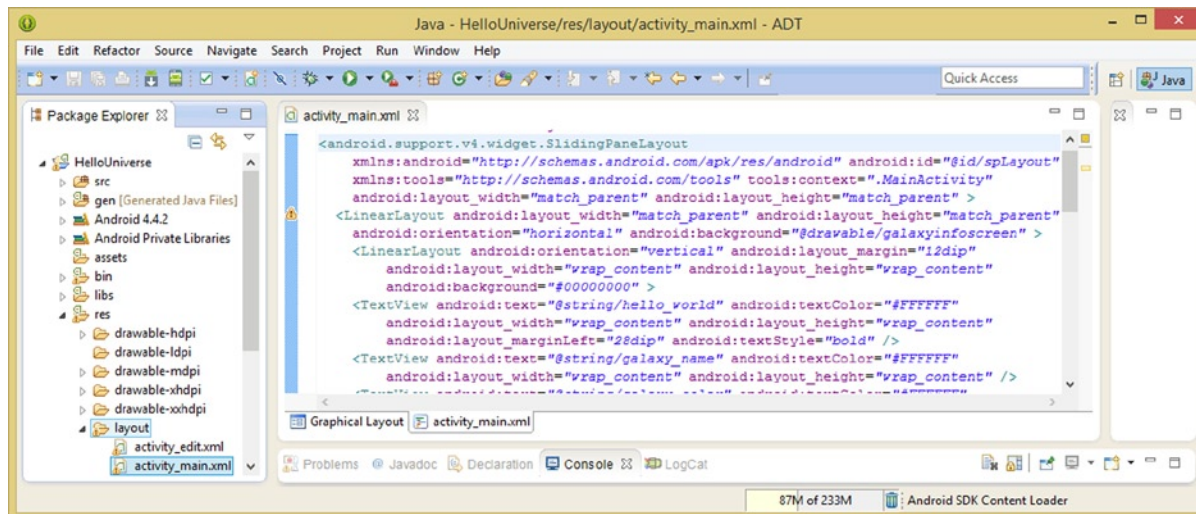 Java - HelloUniverse/res/layout/activity_main.xml - ADT
File Edit Refactor Source Navigate Search Project Run Window Help
Quick Access
Java
Package Explorer
HelloUniverse
src
gen [Generated Java Files]
Android 4.4.2
Android Private Libraries
assets
bin
libs
res
drawable-hdpi
drawable-ldpi
drawable-mdpi
drawable-xhdpi
drawable-xxhdpi
layout
activity_edit.xml
activity_main.xml
activity_main.xml
<android.support.v4.widget.SlidingPaneLayout
xmlns:android="http://schemas.android.com/apk/res/android" android:id="@id/spLayout"
xmlns:tools="http://schemas.android.com/tools" tools:context=".MainActivity"
android:layout_width="match_parent" android:layout_height="match_parent" >
<LinearLayout android:layout_width="match_parent" android:layout_height="match_parent"
android:orientation="horizontal" android:background="@drawable/galaxyinfoscreen" >
<LinearLayout android:orientation="vertical" android:layout_margin="12dip"
android:layout_width="wrap_content" android:layout_height="wrap_content"
android:background="#00000000" >
<TextView android:text="@string/hello_world" android:textColor="#FFFFFF"
android:layout_width="wrap_content" android:layout_height="wrap_content"
android:layout_marginLeft="28dip" android:textStyle="bold" />
<TextView android:text="@string/galaxy_name" android:textColor="#FFFFFF"
android:layout_width="wrap_content" android:layout_height="wrap_content" />
Graphical Layout activity_main.xml
Problems Javadoc Declaration Console LogCat
87M of 233M Android SDK Content Loader